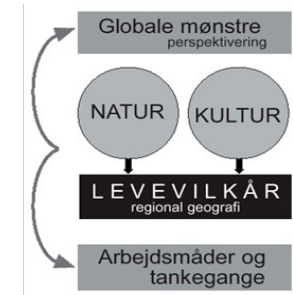 Globale mønstre
perspektivering
NATUR
KULTUR
LEVEVILKÅR
regional geografi
Arbejdsmåder og
tankegange